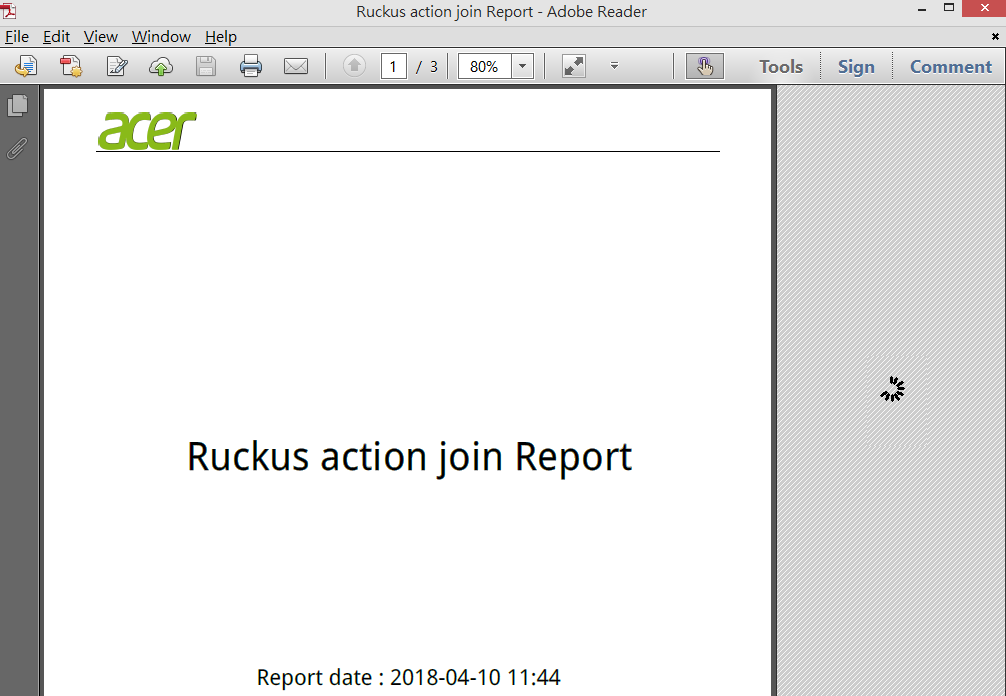 Ruckus action join Report - Adobe Reader
File Edit View Window Help
1 / 3 80% Tools Sign Comment
acer
Ruckus action join Report
Report date : 2018-04-10 11:44